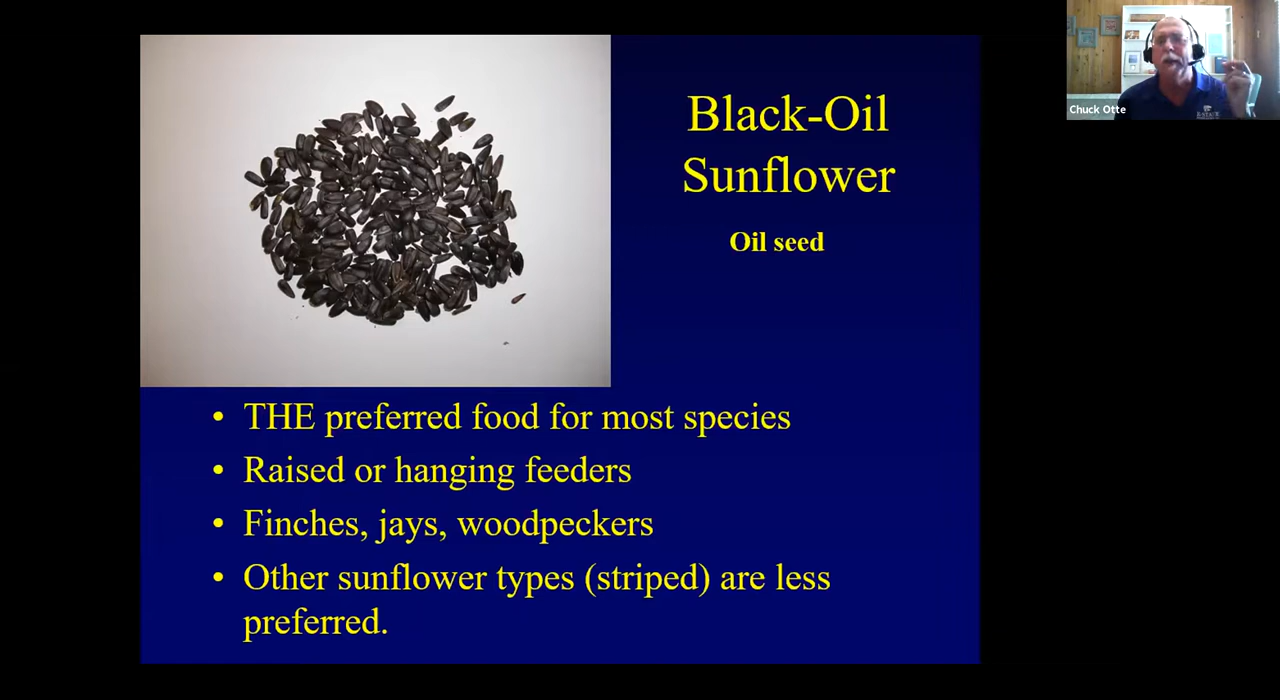 Black-Oil
Sunflower
Oil seed
Chuck Otte
• THE preferred food for most species
• Raised or hanging feeders
• Finches, jays, woodpeckers
• Other sunflower types (striped) are less
preferred.